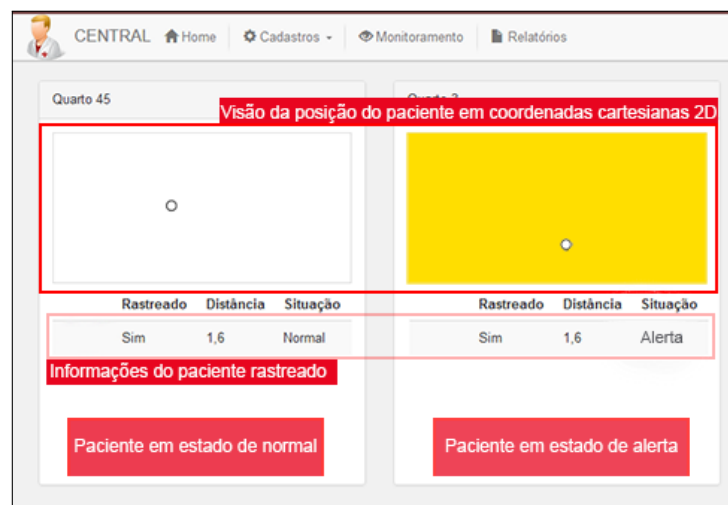 CENTRAL Home Cadastros Monitoramento Relatórios
Quarto 45
Visão da posição do paciente em coordenadas cartesianas 2D
Rastreado Distância Situação
Sim 1,6 Normal
Rastreado Distância Situação
Sim 1,6 Alerta
Informações do paciente rastreado
Paciente em estado de normal
Paciente em estado de alerta